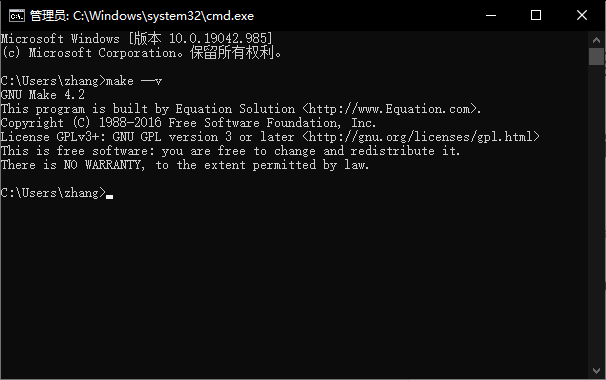 管理员: C:\Windows\system32\cmd.exe
Microsoft Windows [版本 10.0.19042.985]
(c) Microsoft Corporation。保留所有权利。
C:\Users\zhang>make --v
GNU Make 4.2
This program is built by Equation Solution <http://www.Equation.com>.
Copyright (C) 1988-2016 Free Software Foundation, Inc.
License GPLv3+: GNU GPL version 3 or later <http://gnu.org/licenses/gpl.html>
This is free software: you are free to change and redistribute it.
There is NO WARRANTY, to the extent permitted by law.
C:\Users\zhang>